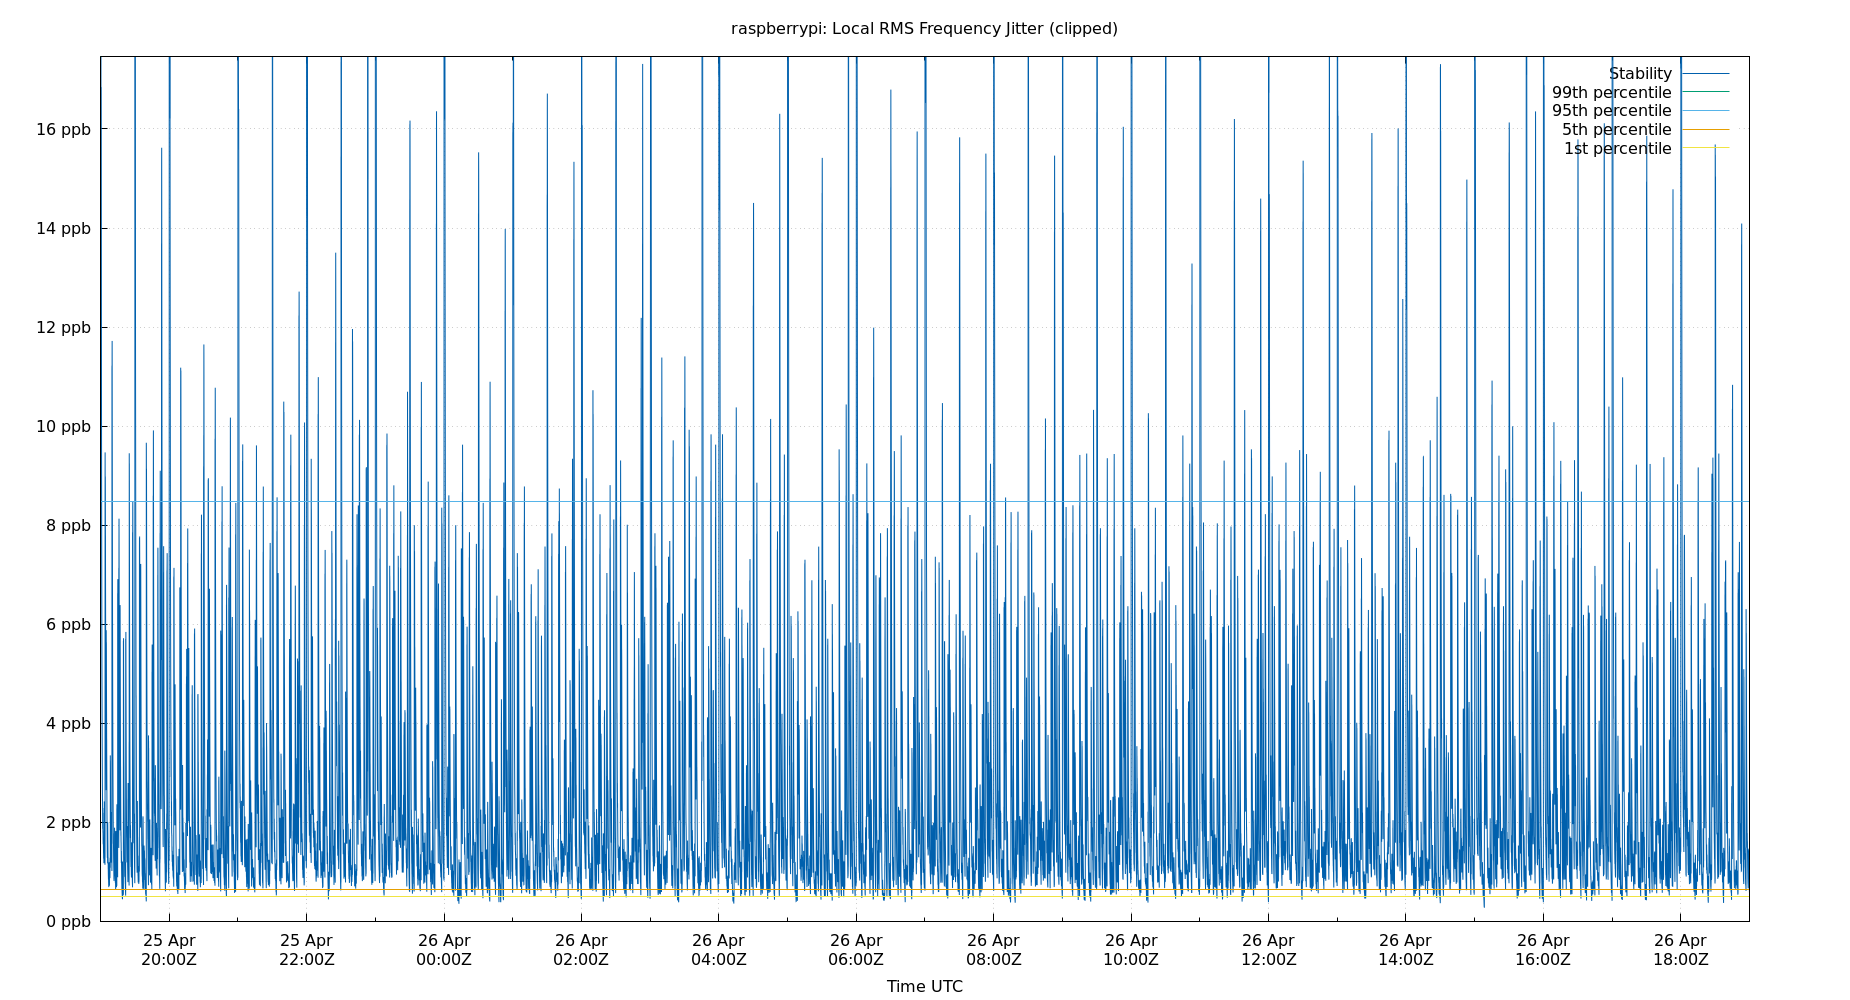 raspberrypi: Local RMS Frequency Jitter (clipped)
Stability
99th percentile
95th percentile
5th percentile
1st percentile
16 ppb
14 ppb
12 ppb
10 ppb
8 ppb
6 ppb
4 ppb
2 ppb
0 ppb
25 Apr 25 Apr 26 Apr 26 Apr 26 Apr 26 Apr 26 Apr 26 Apr 26 Apr 26 Apr 26 Apr 26 Apr
20:00Z 22:00Z 00:00Z 02:00Z 04:00Z 06:00Z 08:00Z 10:00Z 12:00Z 14:00Z 16:00Z 18:00Z
Time UTC